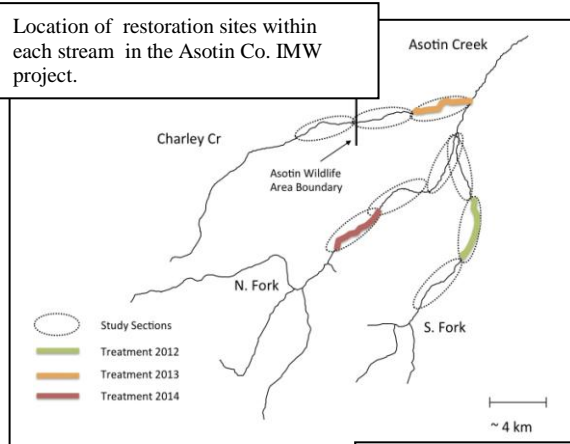 Location of restoration sites within
each stream in the Asotin Co. IMW
project.
Asotin Creek
Charley Cr
Asotin Wildlife
Area Boundary
N. Fork
S. Fork
Study Sections
Treatment 2012
Treatment 2013
Treatment 2014
~ 4 km